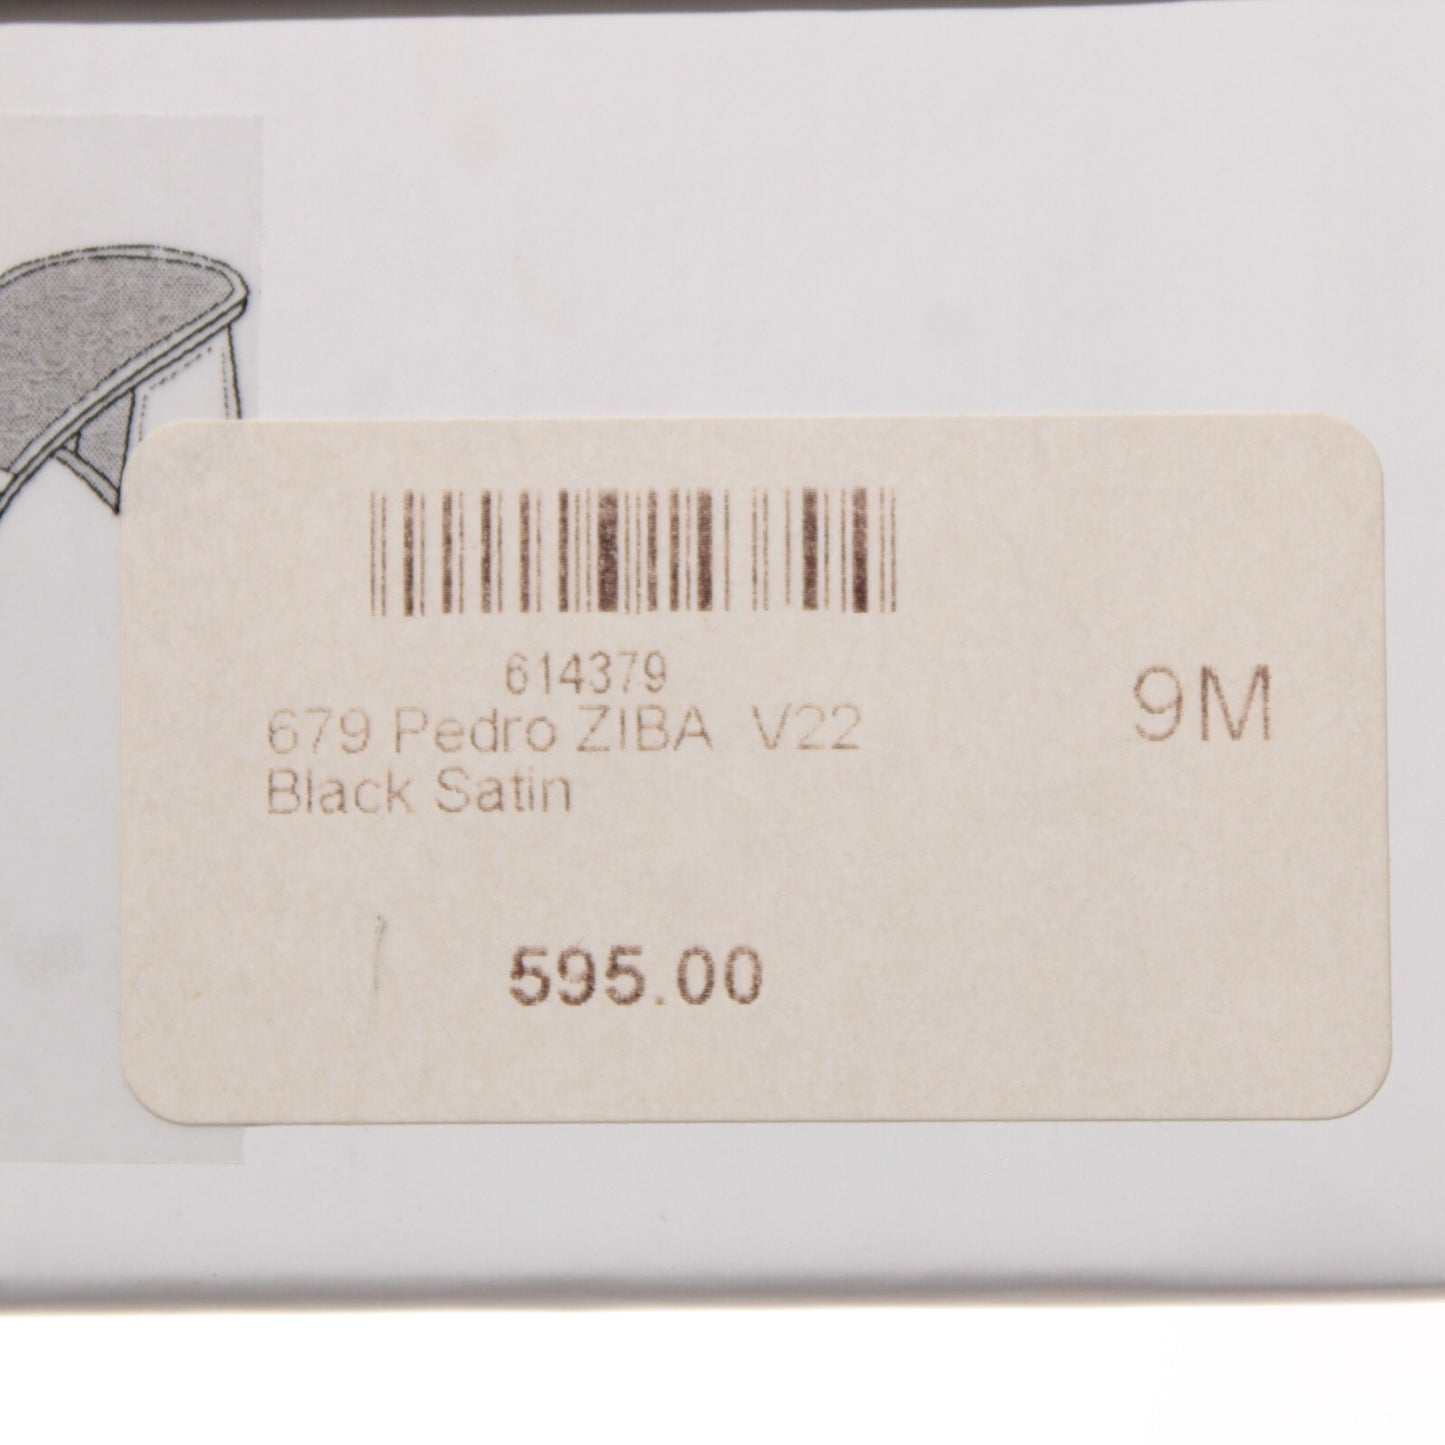 614379
679 Pedro ZIBA V22
Black Satin
9M
595.00